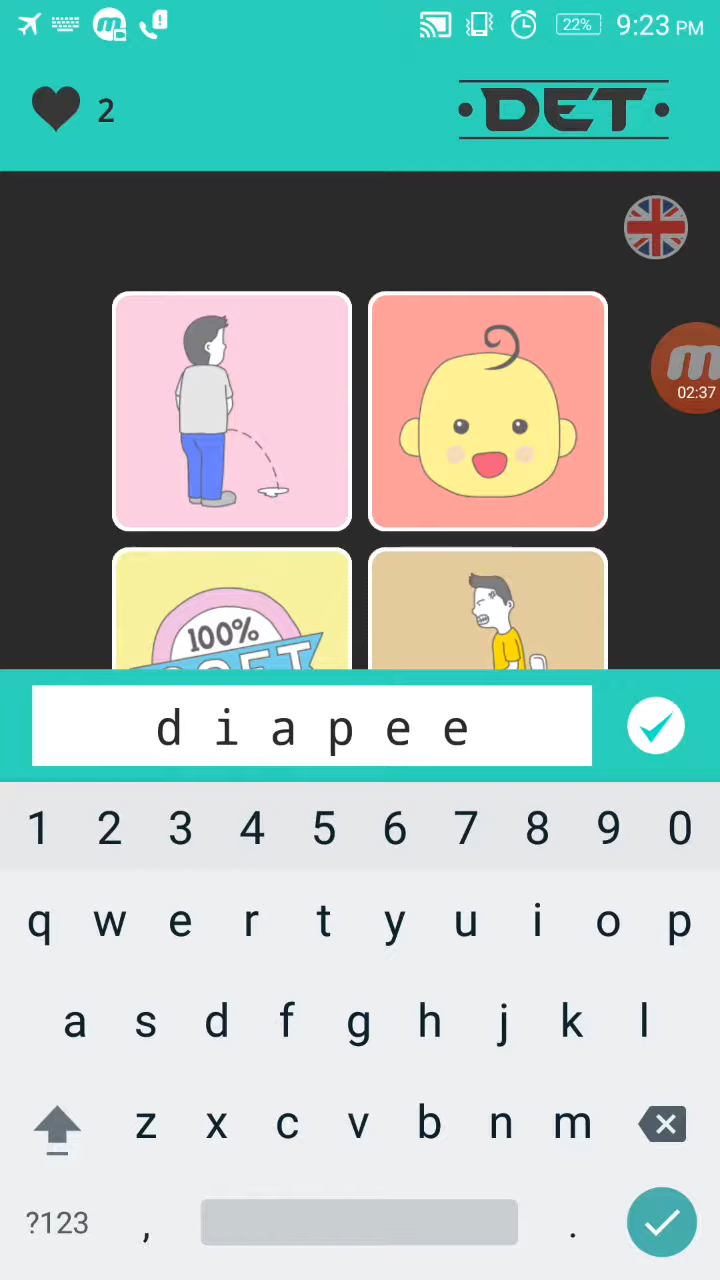 22% 9:23 PM
2 DET
m 02:37
100%
d i a p e e
1 2 3 4 5 6 7 8 9 0
q w e r t y u i o p
a s d f g h j k l
z x c v b n m
?123 , .